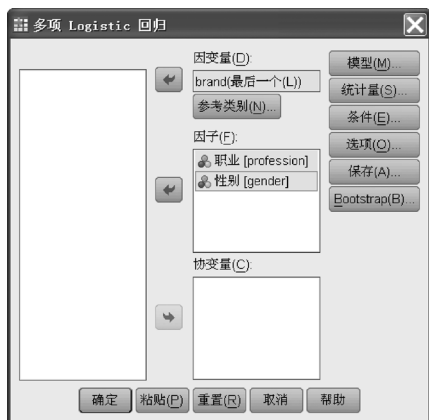 多项 Logistic 回归
因变量(D):
brand(最后一个(L))
参考类别(N)...
因子(F):
职业 [profession]
性别 [gender]
协变量(C):
模型(M)...
统计量(S)...
条件(E)...
选项(O)...
保存(A)...
Bootstrap(B)...
确定 粘贴(P) 重置(R) 取消 帮助